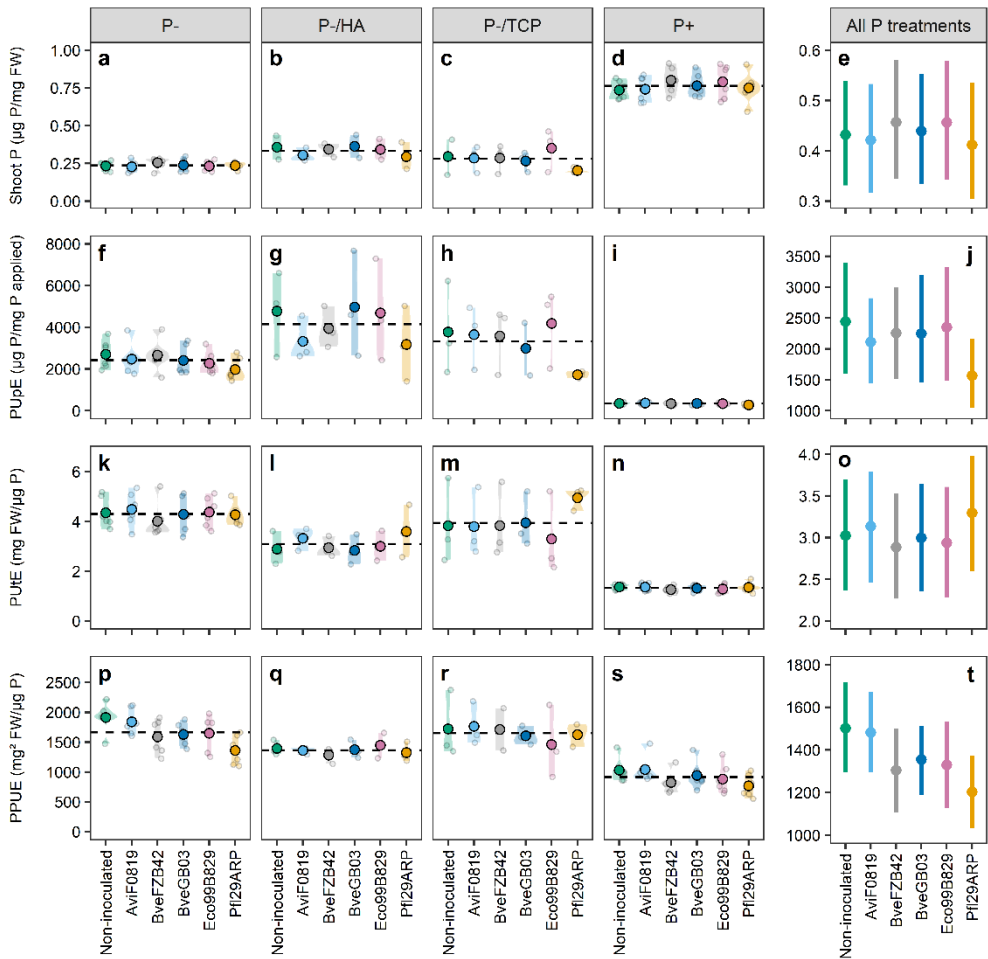 P- P-/HA P-/TCP P+ All P treatments
Shoot P (µg P/mg FW)
1.00
0.75
0.50
0.25
0.00
a b c d e
0.6
0.5
0.4
0.3
PUpE (µg P/mg P applied)
8000
6000
4000
2000
0
f g h i j
3500
3000
2500
2000
1500
1000
PUtE (mg FW/µg P)
6
4
2
0
k l m n o
4.0
3.5
3.0
2.5
2.0
PPUE (mg² FW/µg P)
2500
2000
1500
1000
500
0
p q r s t
1800
1600
1400
1200
1000
Non-inoculated AviF0819 BveFZB42 BveGB03 Eco99B829 Pfl29ARP
Non-inoculated AviF0819 BveFZB42 BveGB03 Eco99B829 Pfl29ARP
Non-inoculated AviF0819 BveFZB42 BveGB03 Eco99B829 Pfl29ARP
Non-inoculated AviF0819 BveFZB42 BveGB03 Eco99B829 Pfl29ARP
Non-inoculated AviF0819 BveFZB42 BveGB03 Eco99B829 Pfl29ARP